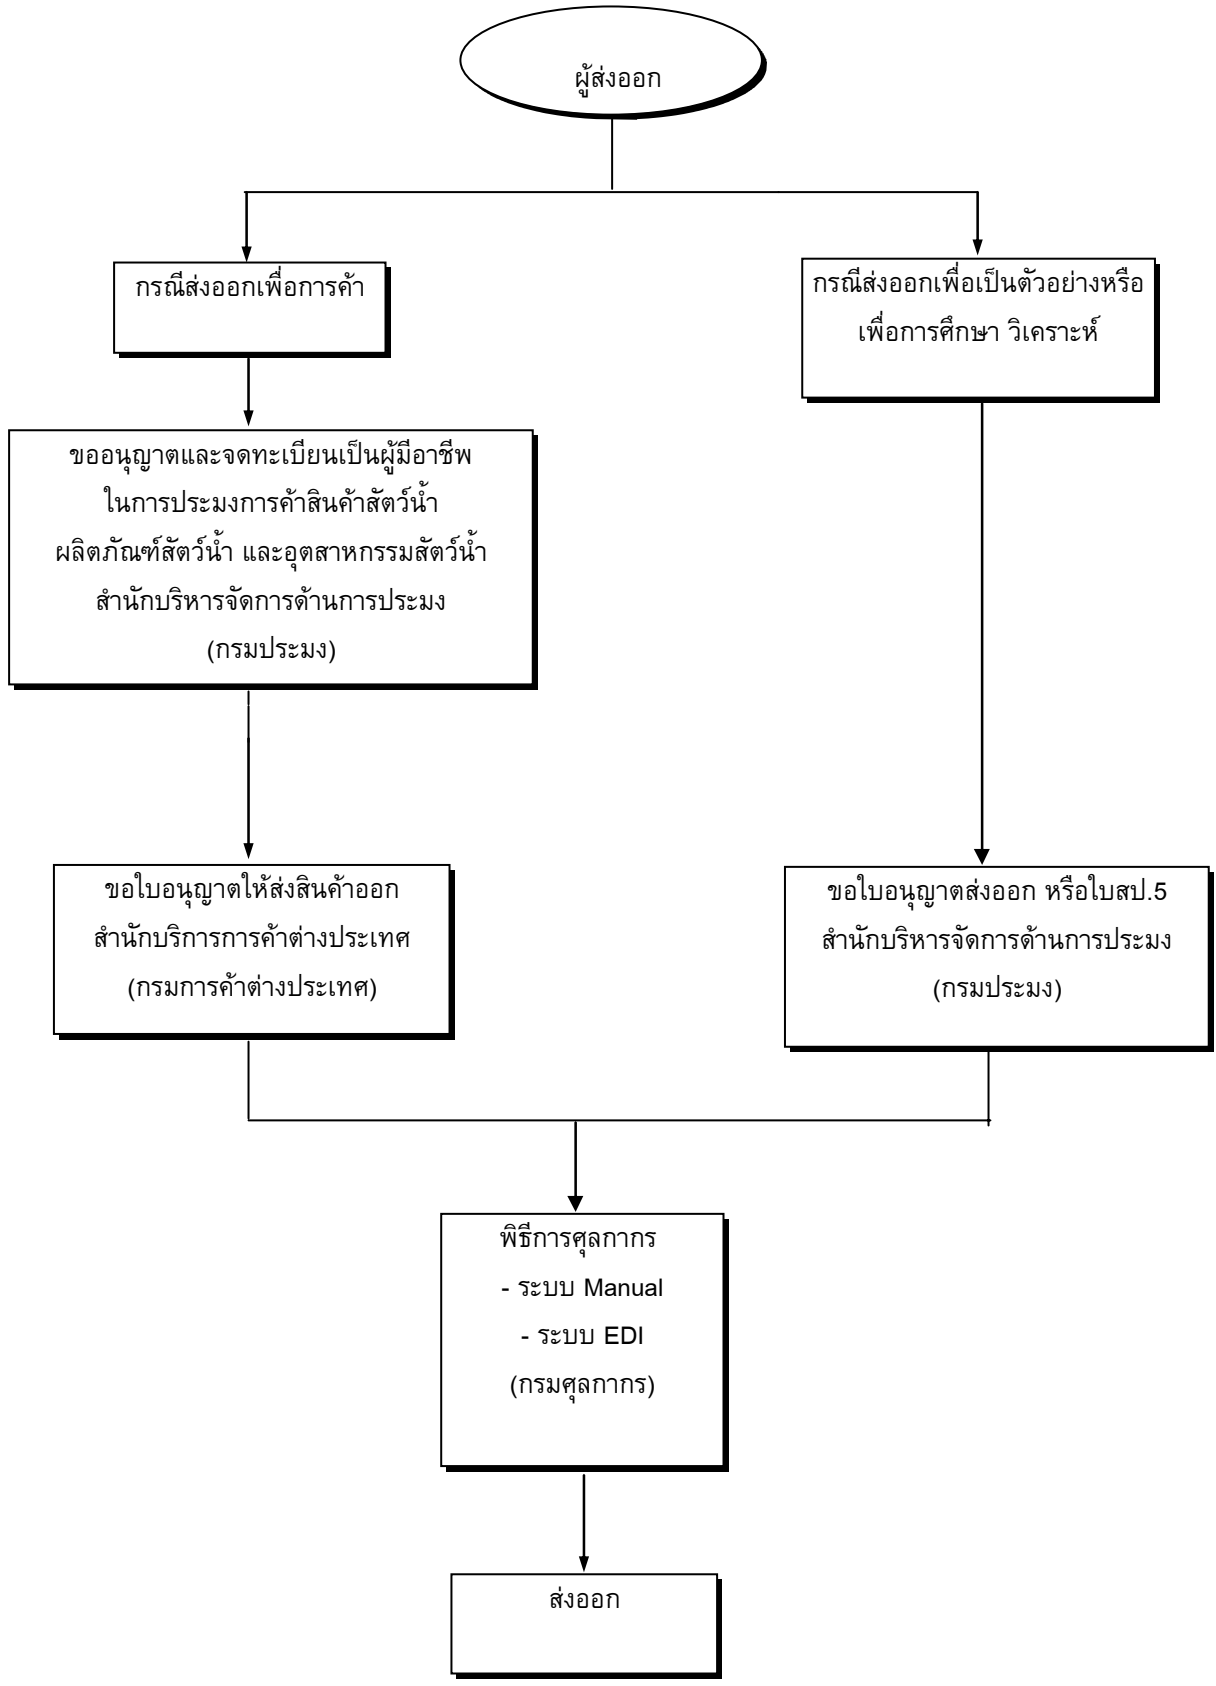 ผู้ส่งออก
กรณีส่งออกเพื่อการค้า
กรณีส่งออกเพื่อเป็นตัวอย่างหรือ
เพื่อการศึกษา วิเคราะห์
ขออนุญาตและจดทะเบียนเป็นผู้มีอาชีพ
ในการประมงการค้าสินค้าสัตว์น้ำ
ผลิตภัณฑ์สัตว์น้ำ และอุตสาหกรรมสัตว์น้ำ
สำนักบริหารจัดการด้านการประมง
(กรมประมง)
ขอใบอนุญาตให้ส่งสินค้าออก
สำนักบริการการค้าต่างประเทศ
(กรมการค้าต่างประเทศ)
ขอใบอนุญาตส่งออก หรือใบสป.5
สำนักบริหารจัดการด้านการประมง
(กรมประมง)
พิธีการศุลกากร
- ระบบ Manual
- ระบบ EDI
(กรมศุลกากร)
ส่งออก